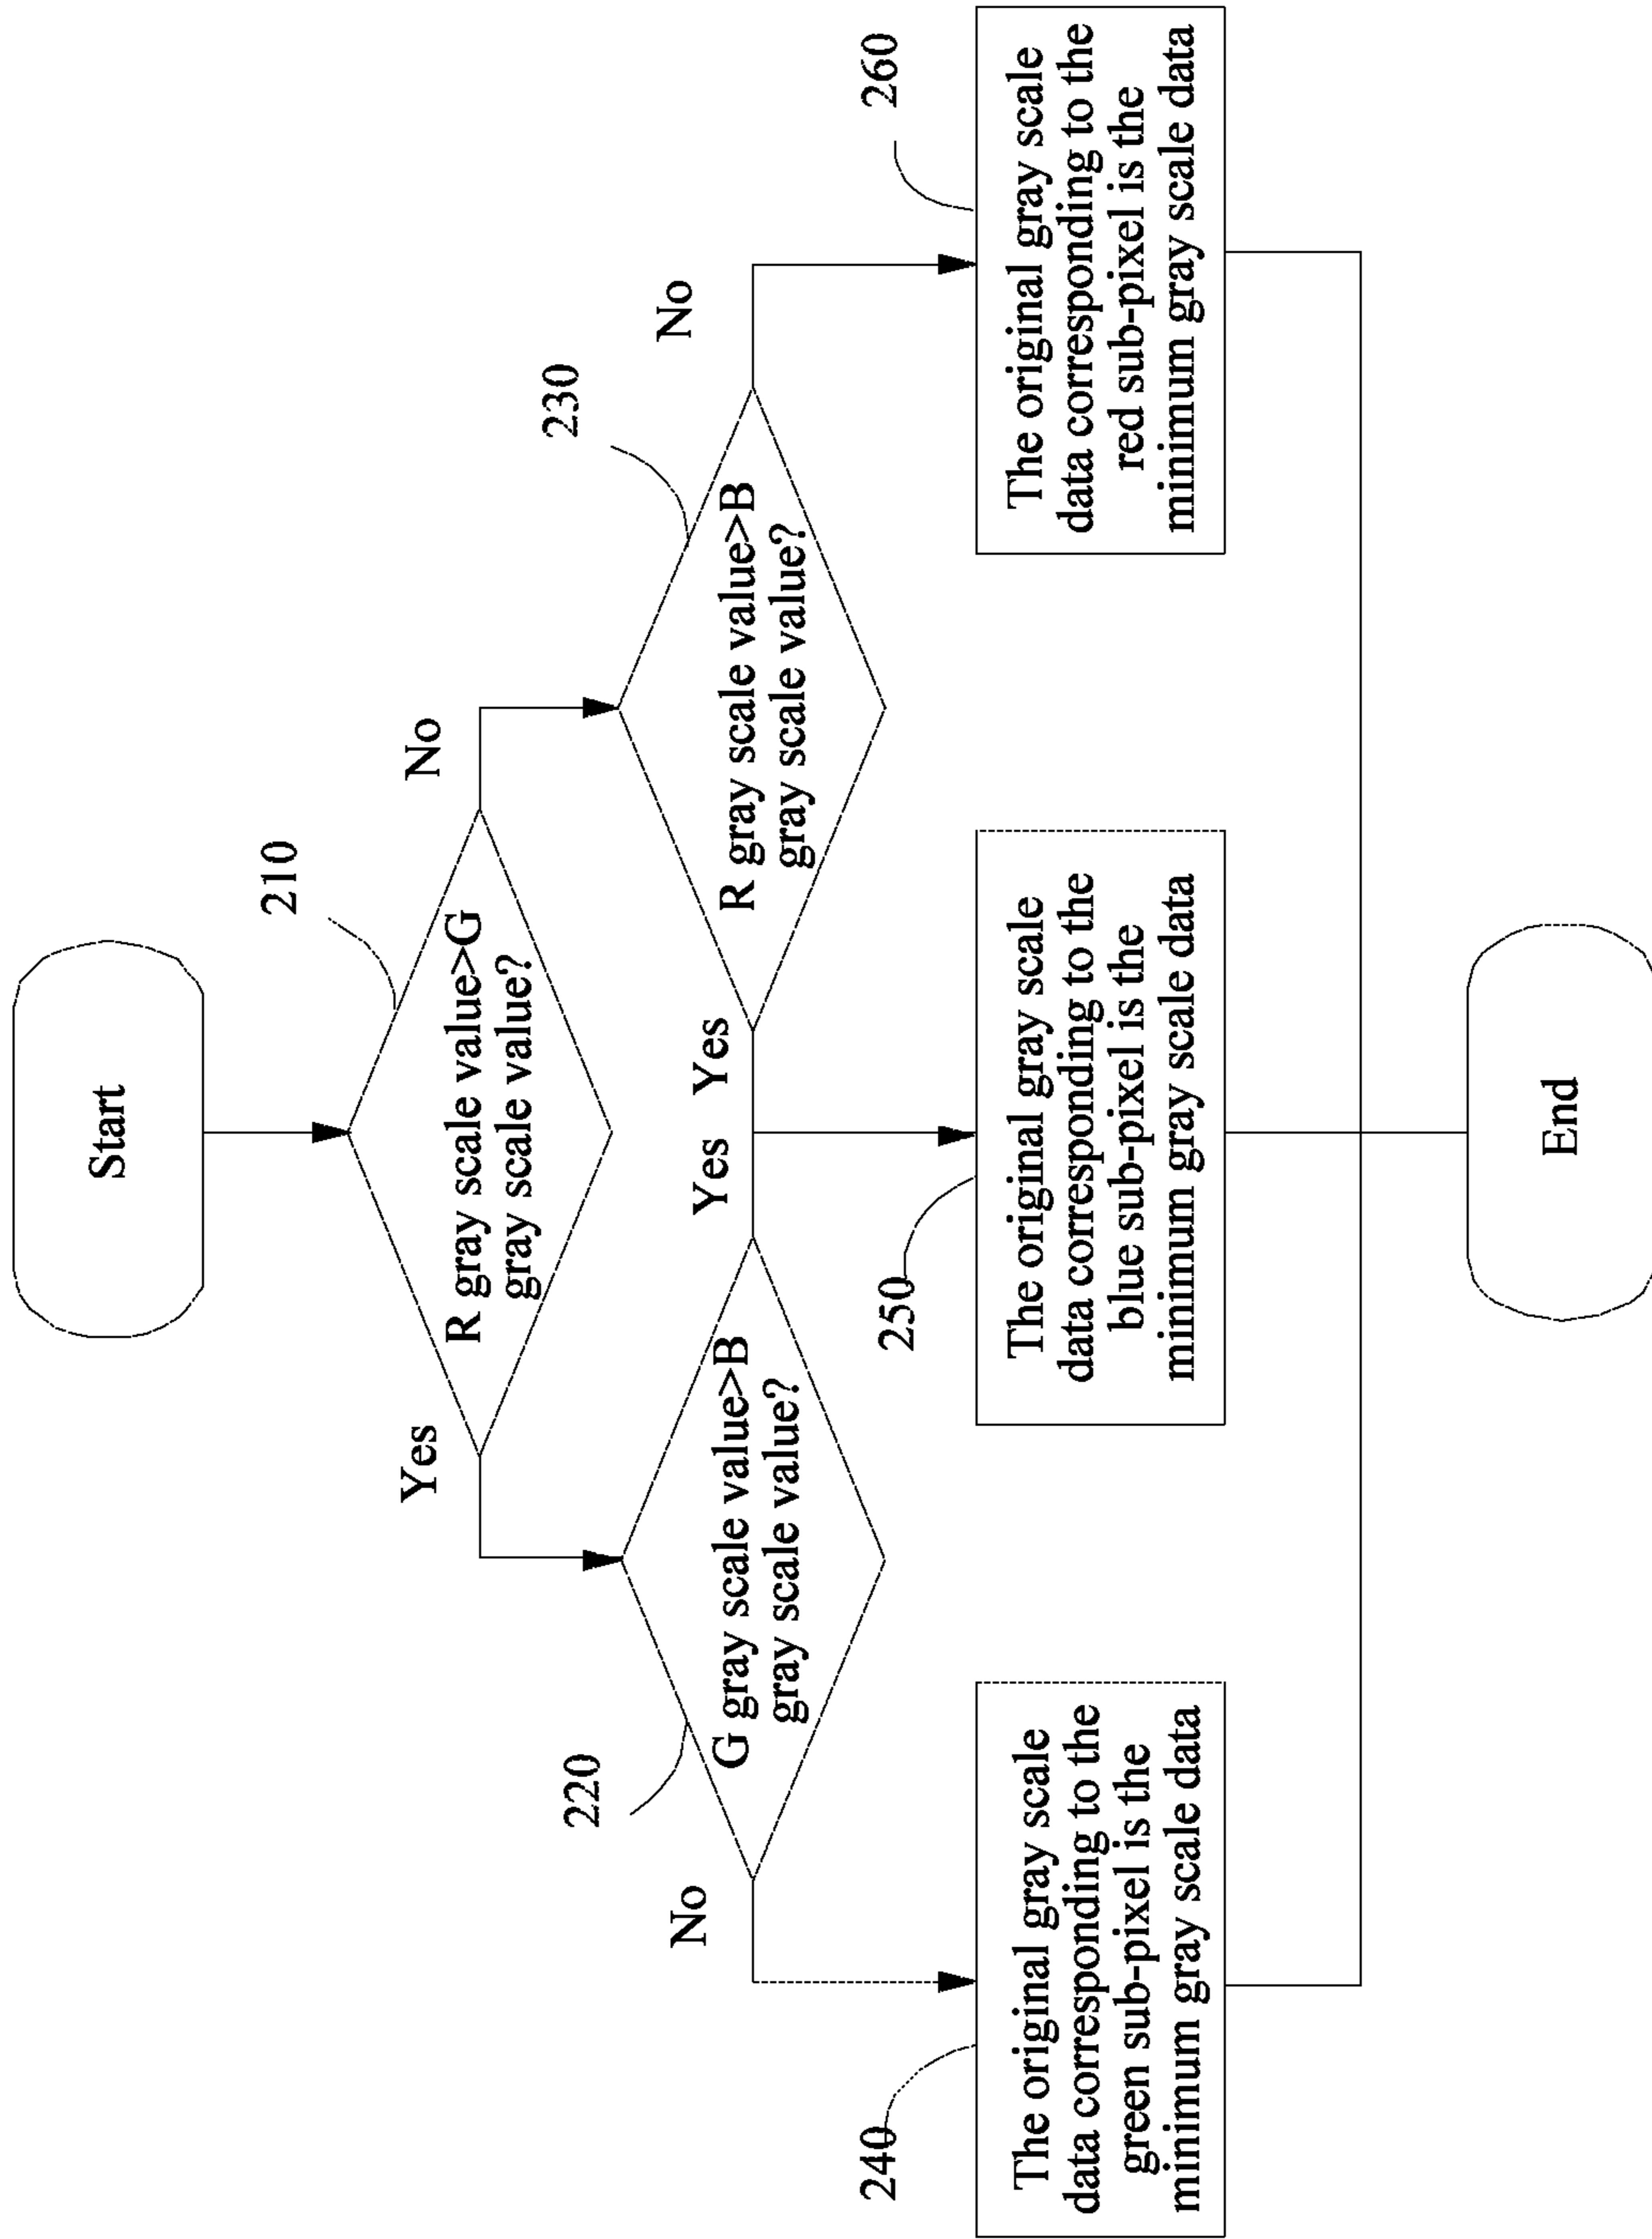 Start
210
R gray scale value>G
gray scale value?
Yes
No
220
G gray scale value>B
gray scale value?
No
Yes
230
R gray scale value>B
gray scale value?
Yes
No
240
The original gray scale
data corresponding to the
green sub-pixel is the
minimum gray scale data
250
The original gray scale
data corresponding to the
blue sub-pixel is the
minimum gray scale data
260
The original gray scale
data corresponding to the
red sub-pixel is the
minimum gray scale data
End